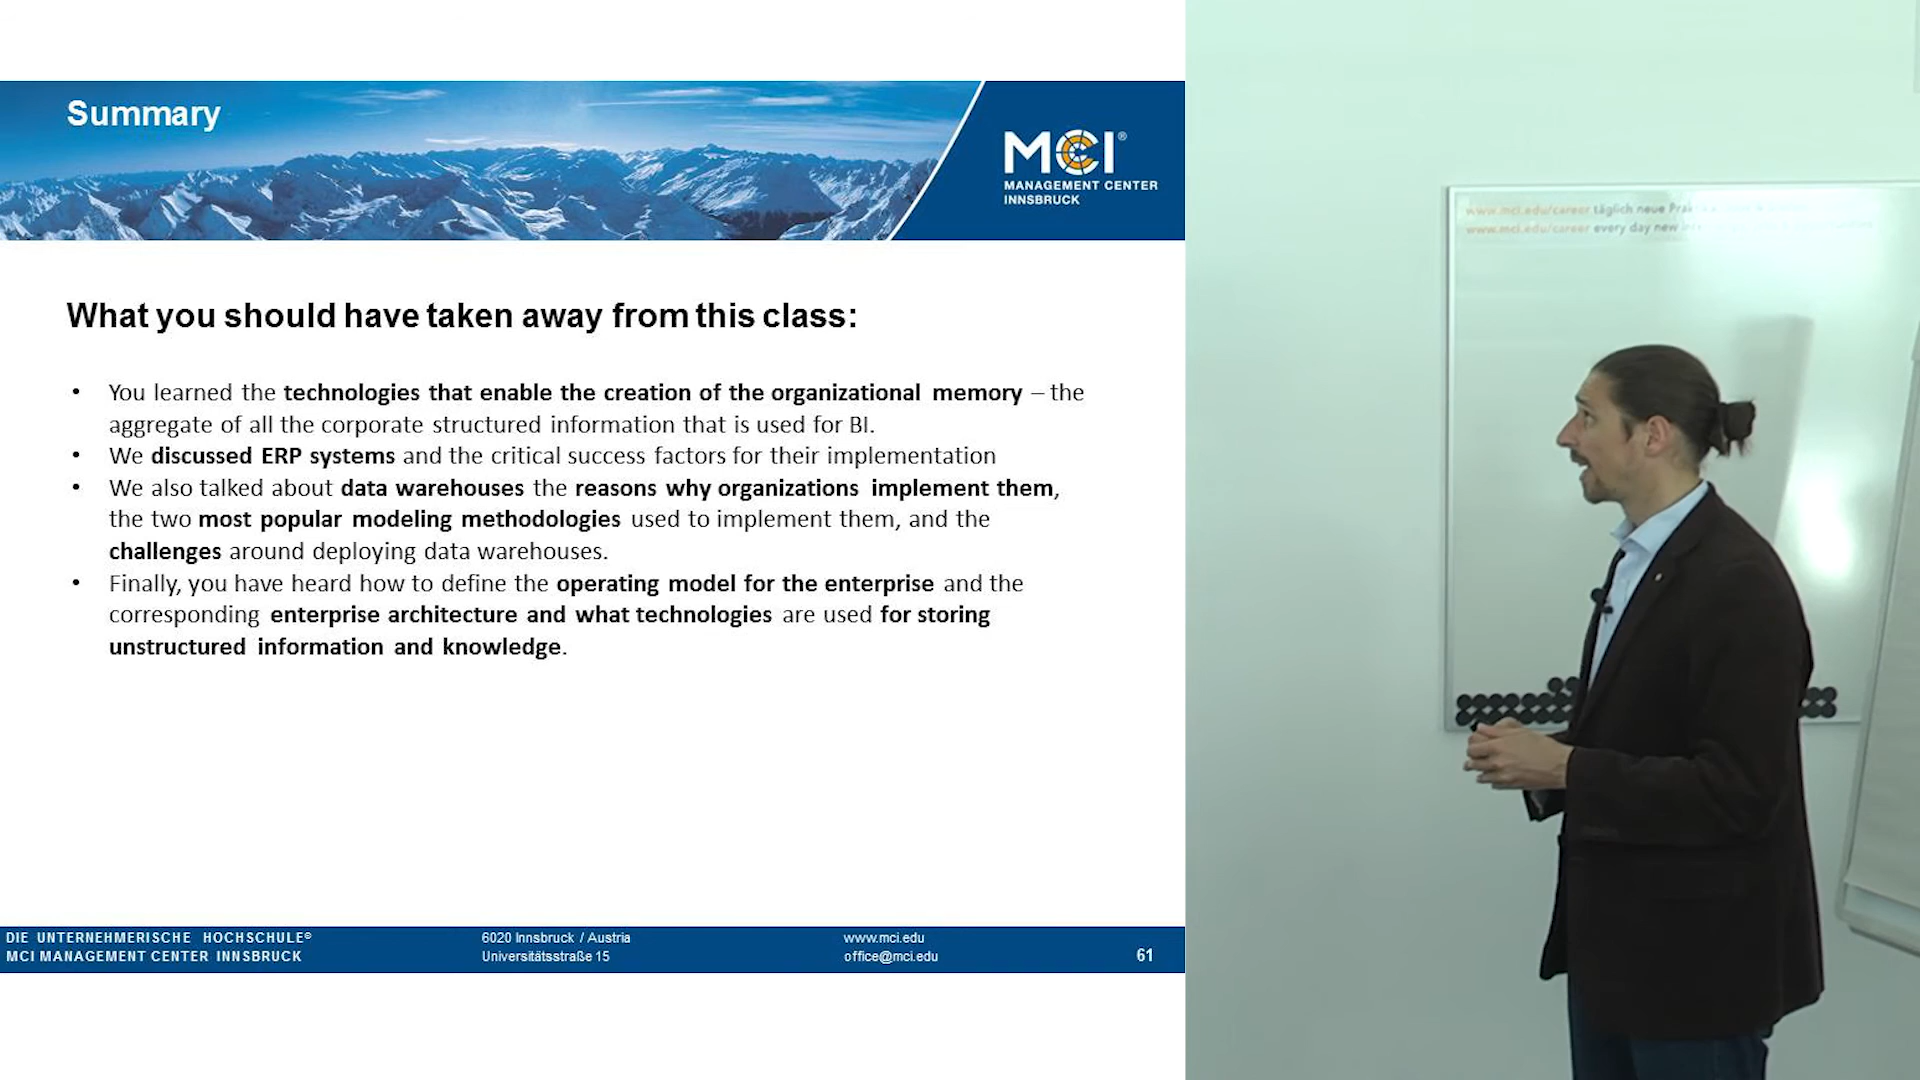 Summary
MCI®
MANAGEMENT CENTER
INNSBRUCK
What you should have taken away from this class:
• You learned the technologies that enable the creation of the organizational memory – the
aggregate of all the corporate structured information that is used for BI.
• We discussed ERP systems and the critical success factors for their implementation
• We also talked about data warehouses the reasons why organizations implement them,
the two most popular modeling methodologies used to implement them, and the
challenges around deploying data warehouses.
• Finally, you have heard how to define the operating model for the enterprise and the
corresponding enterprise architecture and what technologies are used for storing
unstructured information and knowledge.
DIE UNTERNEHMERISCHE HOCHSCHULE®
MCI MANAGEMENT CENTER INNSBRUCK
6020 Innsbruck / Austria
Universitätsstraße 15
www.mci.edu
office@mci.edu
61
www.mci.edu/career täglich neue
www.mci.edu/career every day new